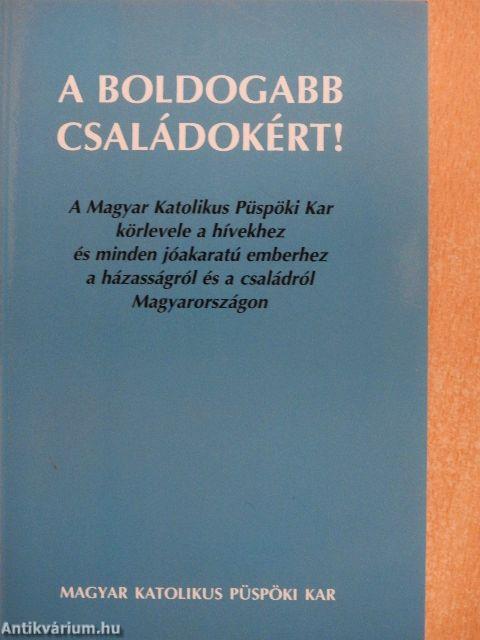 A BOLDOGABB
CSALÁDOKÉRT!
A Magyar Katolikus Püspöki Kar
körlevele a hívekhez
és minden jóakaratú emberhez
a házasságról és a családról
Magyarországon
MAGYAR KATOLIKUS PÜSPÖKI KAR
Antikvárium.hu